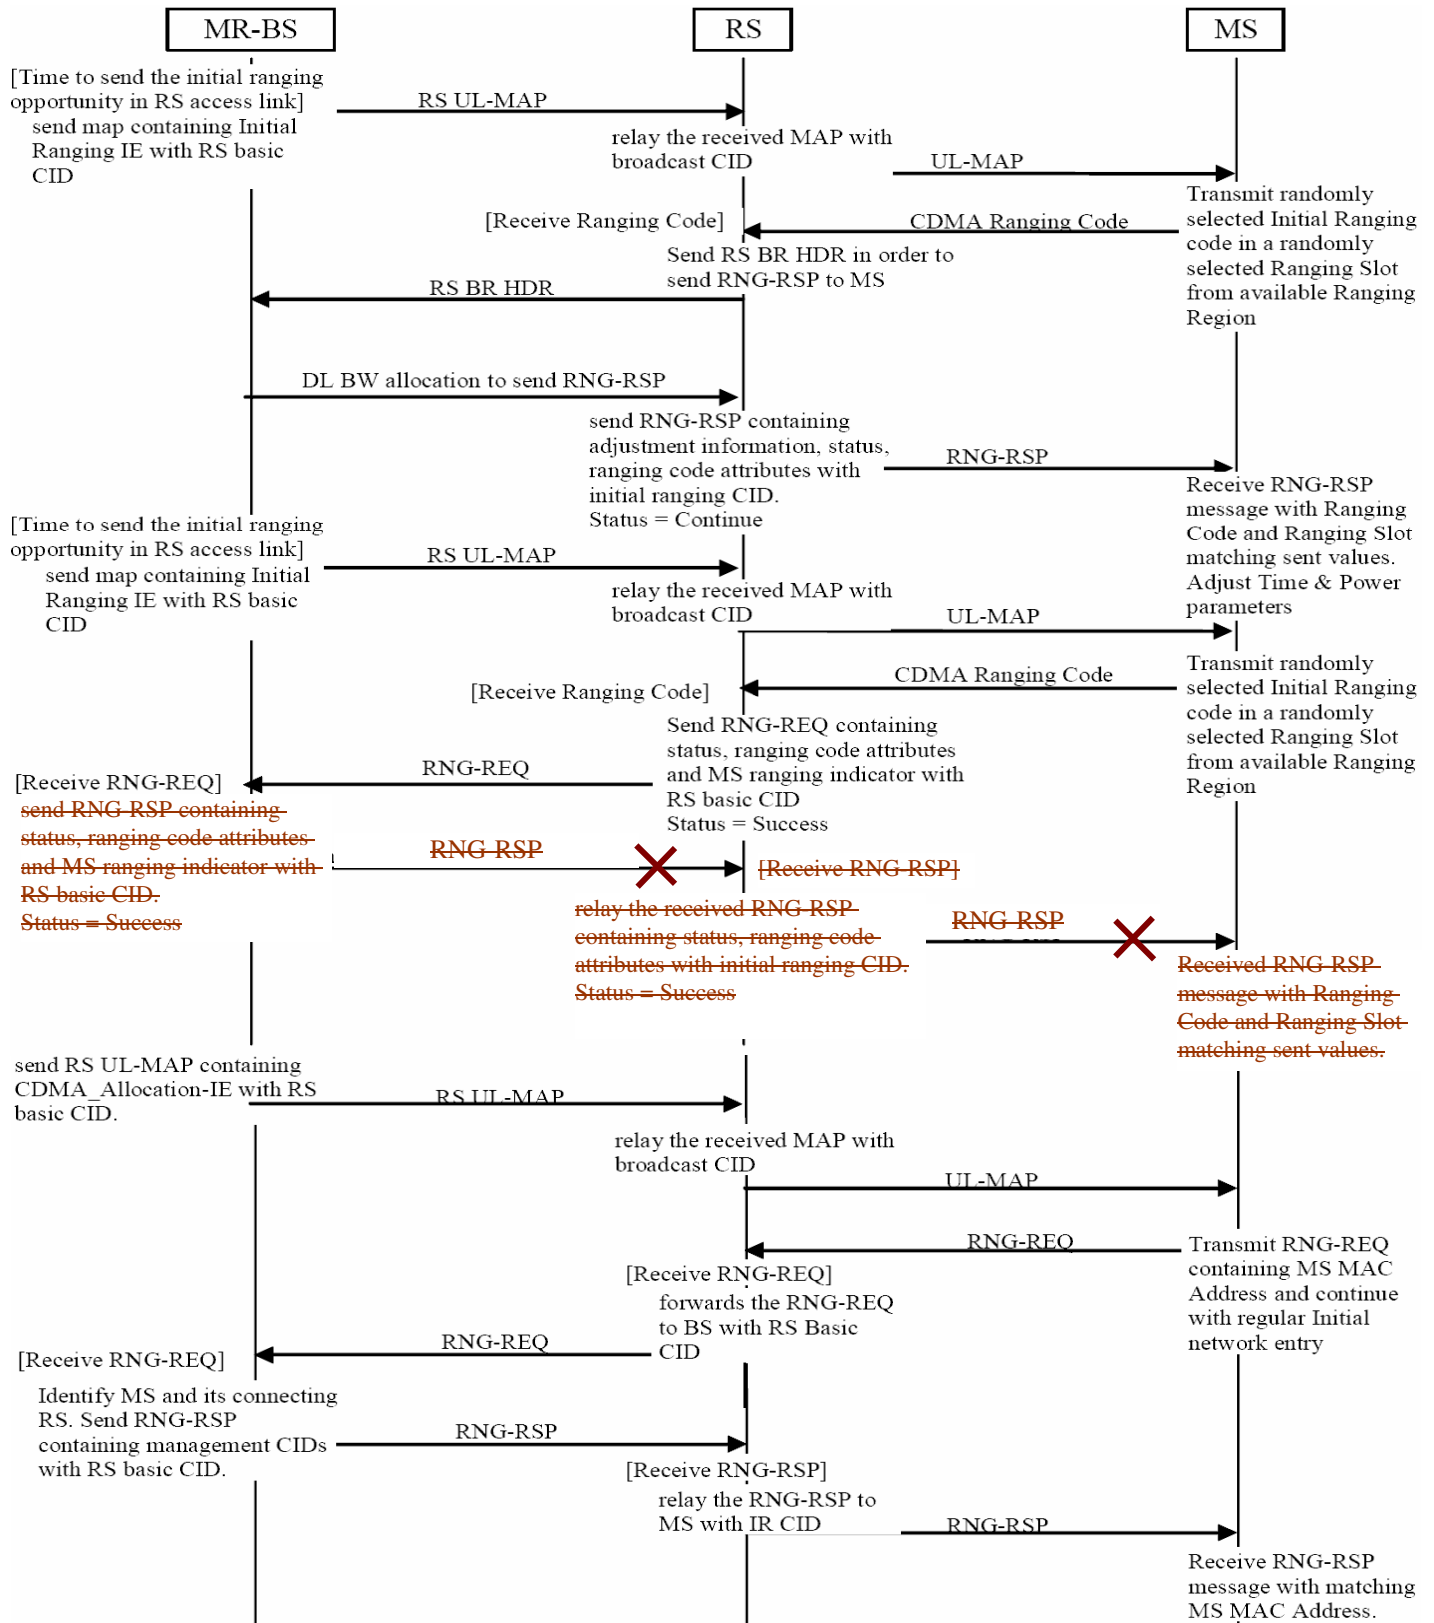 MR-BS
RS
MS
[Time to send the initial ranging
opportunity in RS access link]
send map containing Initial
Ranging IE with RS basic
CID
RS UL-MAP
relay the received MAP with
broadcast CID
UL-MAP
Transmit randomly
selected Initial Ranging
code in a randomly
selected Ranging Slot
from available Ranging
Region
[Receive Ranging Code]
CDMA Ranging Code
Send RS BR HDR in order to
send RNG-RSP to MS
RS BR HDR
DL BW allocation to send RNG-RSP
send RNG-RSP containing
adjustment information, status,
ranging code attributes with
initial ranging CID.
Status = Continue
RNG-RSP
Receive RNG-RSP
message with Ranging
Code and Ranging Slot
matching sent values.
Adjust Time & Power
parameters
[Time to send the initial ranging
opportunity in RS access link]
send map containing Initial
Ranging IE with RS basic
CID
RS UL-MAP
relay the received MAP with
broadcast CID
UL-MAP
Transmit randomly
selected Initial Ranging
code in a randomly
selected Ranging Slot
from available Ranging
Region
[Receive Ranging Code]
CDMA Ranging Code
Send RNG-REQ containing
status, ranging code attributes
and MS ranging indicator with
RS basic CID
Status = Success
RNG-REQ
[Receive RNG-REQ]
send RNG-RSP containing
status, ranging code attributes
and MS ranging indicator with
RS basic CID.
Status = Success
RNG-RSP
[Receive RNG-RSP]
relay the received RNG-RSP
containing status, ranging code
attributes with initial ranging CID.
Status = Success
RNG-RSP
Received RNG-RSP
message with Ranging
Code and Ranging Slot
matching sent values.
send RS UL-MAP containing
CDMA_Allocation-IE with RS
basic CID.
RS UL-MAP
relay the received MAP with
broadcast CID
UL-MAP
RNG-REQ
Transmit RNG-REQ
containing MS MAC
Address and continue
with regular Initial
network entry
[Receive RNG-REQ]
forwards the RNG-REQ
to BS with RS Basic
CID
RNG-REQ
[Receive RNG-REQ]
Identify MS and its connecting
RS. Send RNG-RSP
containing management CIDs
with RS basic CID.
RNG-RSP
[Receive RNG-RSP]
relay the RNG-RSP to
MS with IR CID
RNG-RSP
Receive RNG-RSP
message with matching
MS MAC Address.